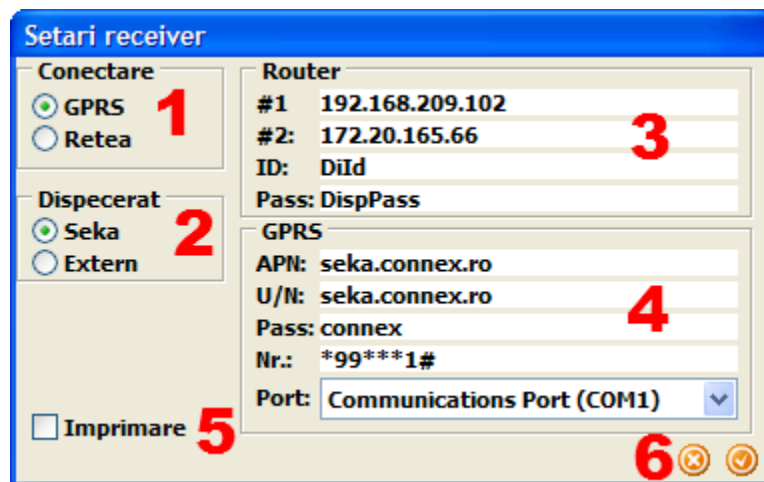 Setari receiver
Conectare
GPRS
Retea
1
Dispecerat
Seka
Extern
2
Imprimare
5
Router
#1 192.168.209.102
#2: 172.20.165.66
ID: DiId
Pass: DispPass
3
GPRS
APN: seka.connex.ro
U/N: seka.connex.ro
Pass: connex
Nr.: *99***1#
Port: Communications Port (COM1)
4
6